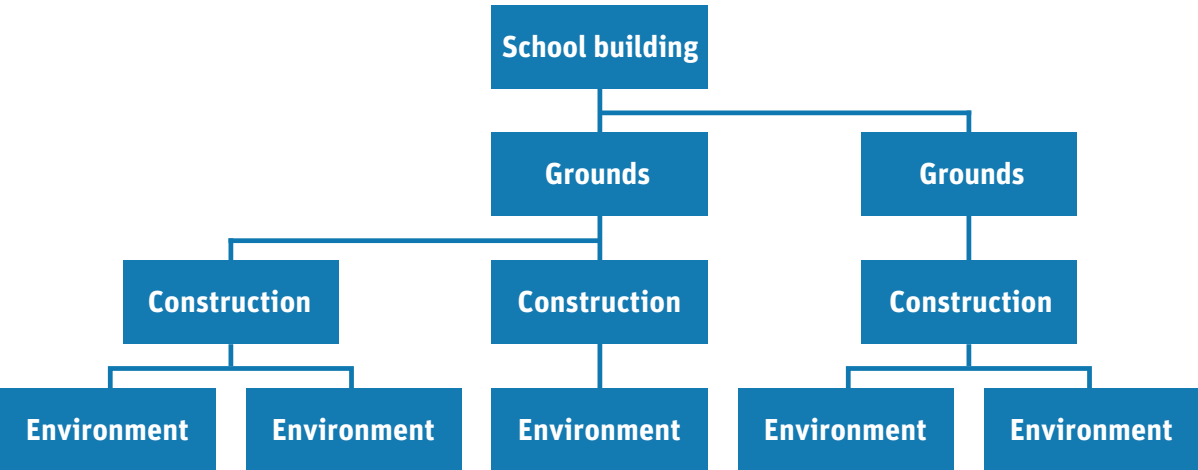 School building
Grounds
Grounds
Construction
Construction
Construction
Environment
Environment
Environment
Environment
Environment